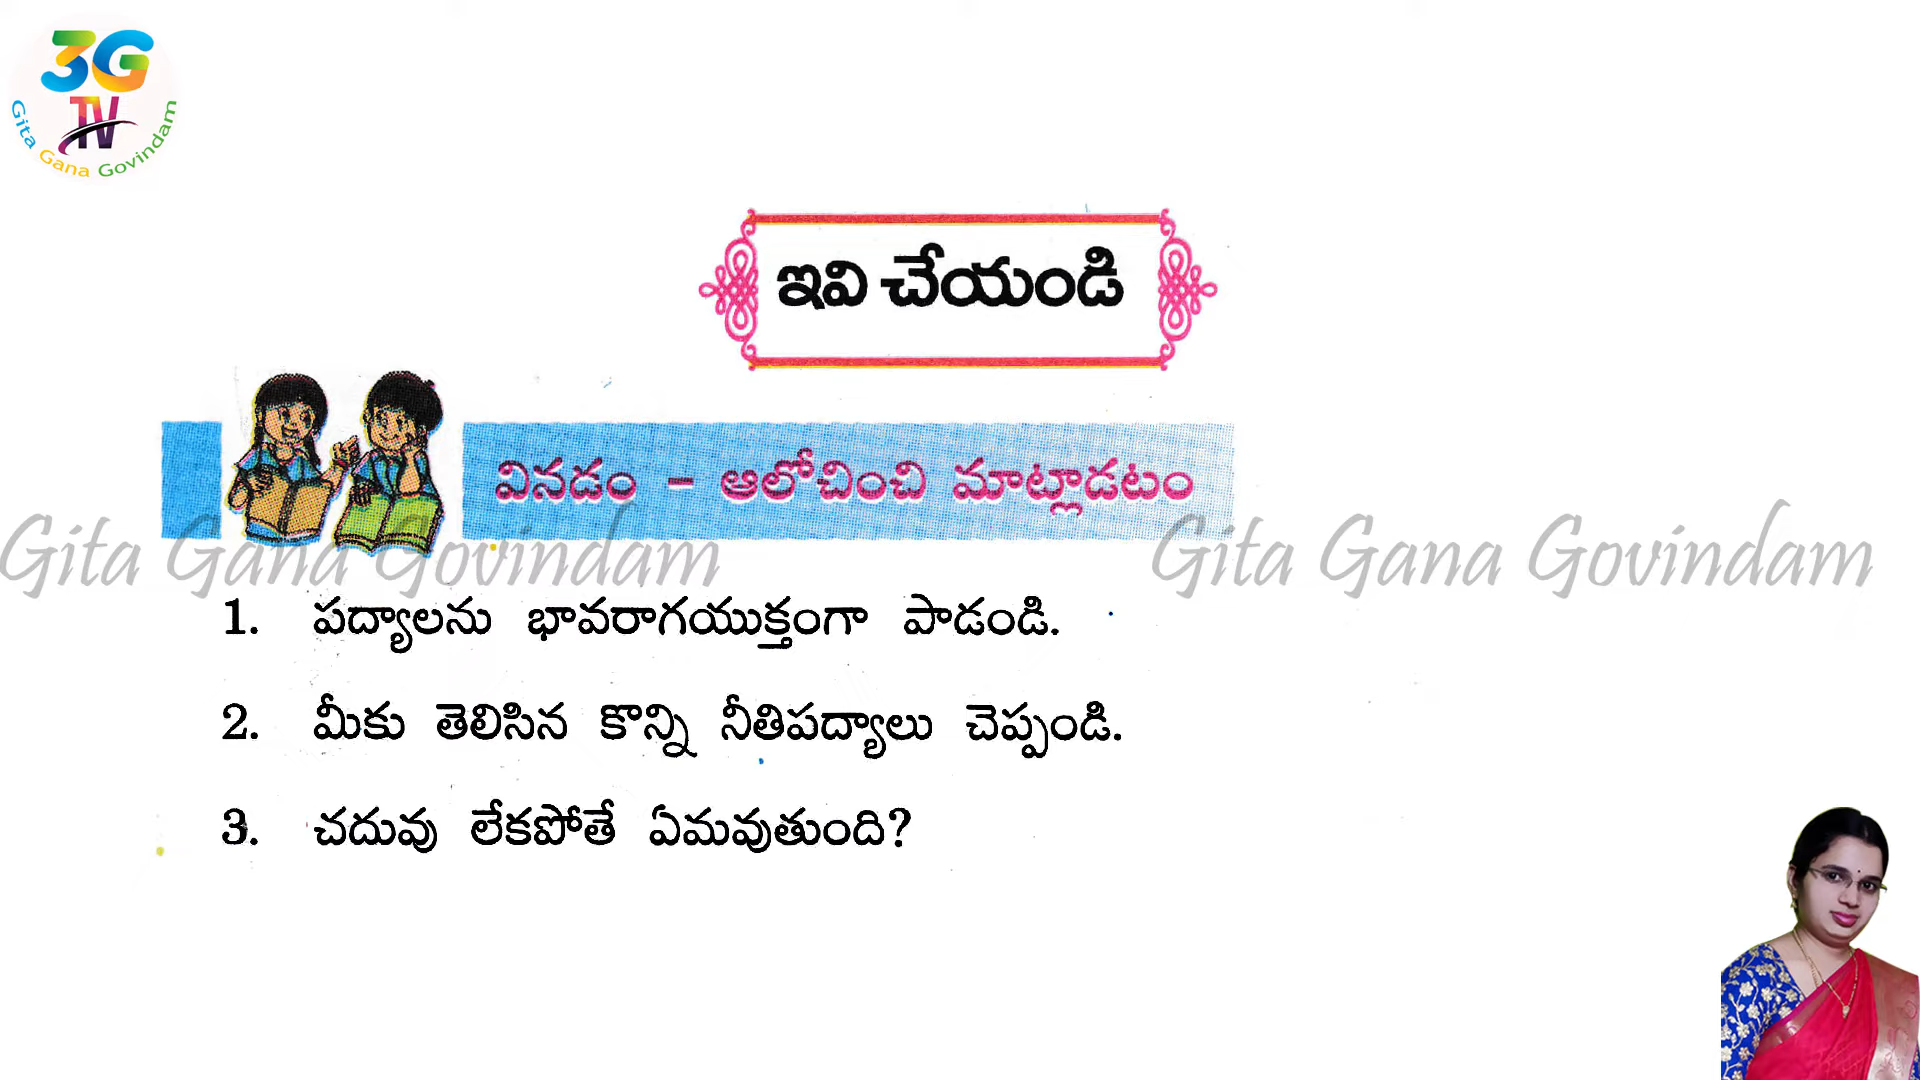 3G
TV
Gita Gana Govindam
ఇవి చేయండి
వినడం - ఆలోచించి మాట్లాడటం
Gita Gana Govindam Gita Gana Govindam
1. పద్యాలను భావరాగయుక్తంగా పాడండి.
2. మీకు తెలిసిన కొన్ని నీతిపద్యాలు చెప్పండి.
3. చదువు లేకపోతే ఏమవుతుంది?